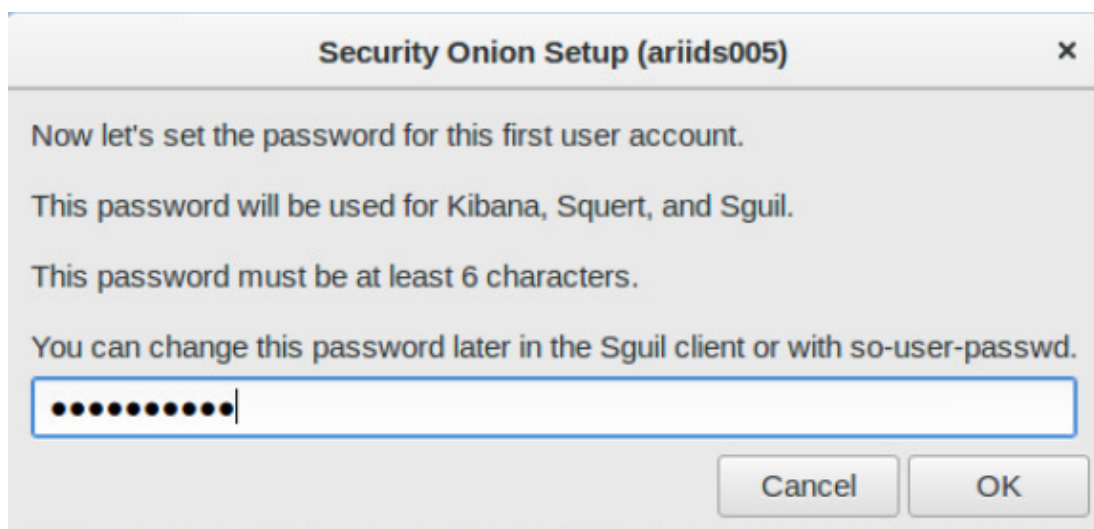 Security Onion Setup (ariids005)
Now let's set the password for this first user account.
This password will be used for Kibana, Squert, and Sguil.
This password must be at least 6 characters.
You can change this password later in the Sguil client or with so-user-passwd.
●●●●●●●●●●
Cancel OK